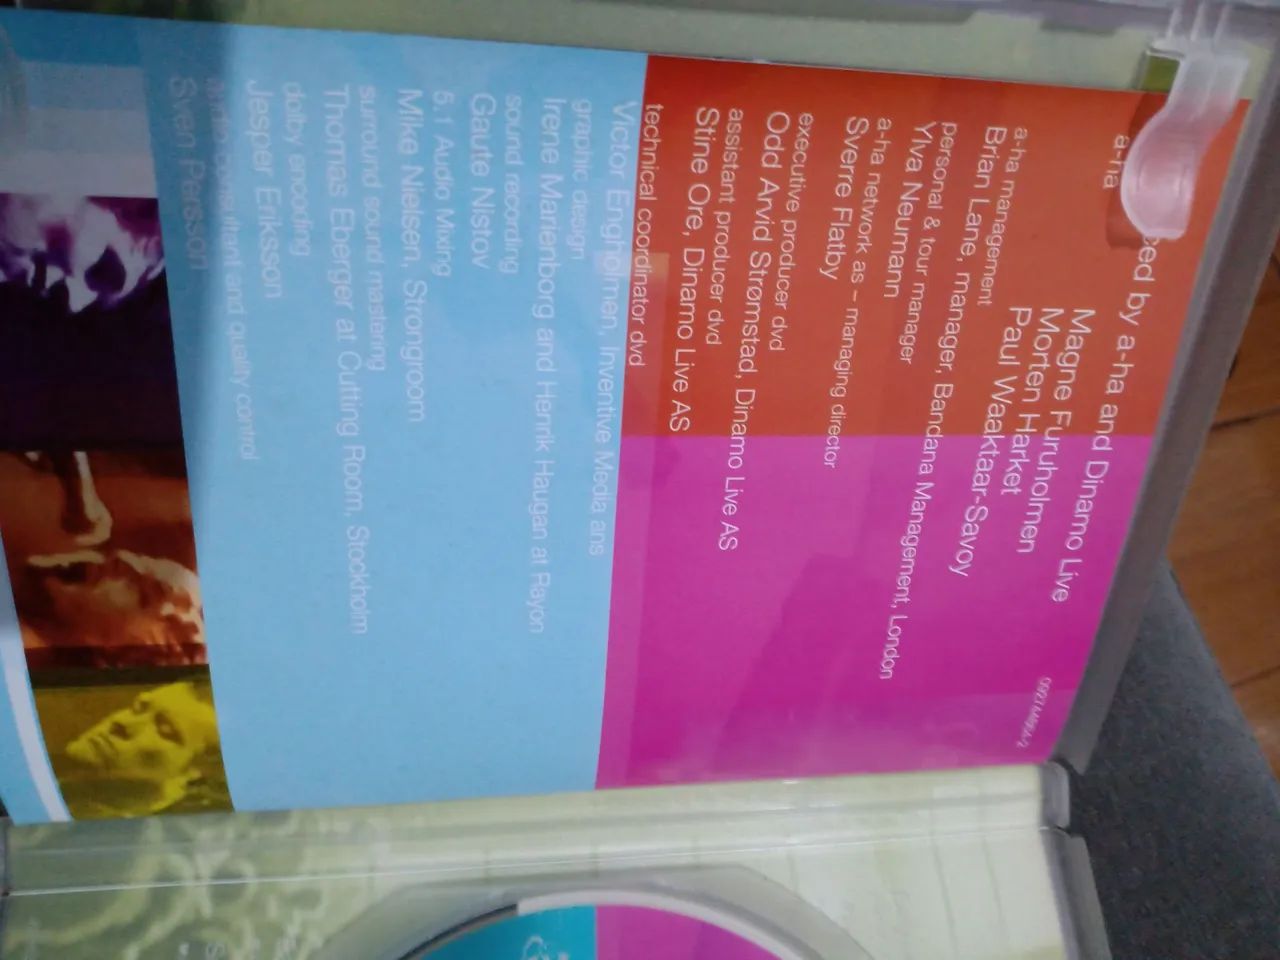 ced by a-ha and Dinamo Live
a-ha
Magne Furuholmen
Morten Harket
Paul Waaktaar-Savoy
a-ha management
Brian Lane, manager, Bandana Management, London
personal & tour manager
Ylva Neumann
a-ha network as – managing director
Sverre Flatby
executive producer dvd
Odd Arvid Strømstad, Dinamo Live AS
assistant producer dvd
Stine Ore, Dinamo Live AS
technical coordinator dvd
Victor Engholmen, Inventive Media ans
graphic design
Irene Marienborg and Henrik Haugan at Rayon
sound recording
Gaute Nistov
5.1 Audio Mixing
Mike Nielsen, Strongroom
surround sound mastering
Thomas Eberger at Cutting Room, Stockholm
dolby encoding
Jesper Eriksson
and quality control
Sven Persson